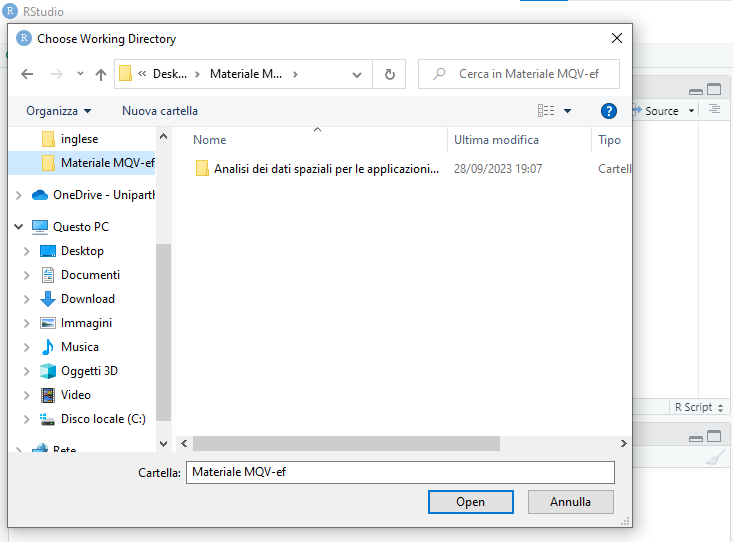 RStudio
Choose Working Directory
« Desk... › Materiale M... ›
Cerca in Materiale MQV-ef
Organizza
Nuova cartella
?
Source
inglese
Materiale MQV-ef
OneDrive - Uniparth
Questo PC
Desktop
Documenti
Download
Immagini
Musica
Oggetti 3D
Video
Disco locale (C:)
Rete
Nome
Ultima modifica
Tipo
Analisi dei dati spaziali per le applicazioni...
28/09/2023 19:07
Cartell
R Script
Cartella:
Materiale MQV-ef
Open
Annulla